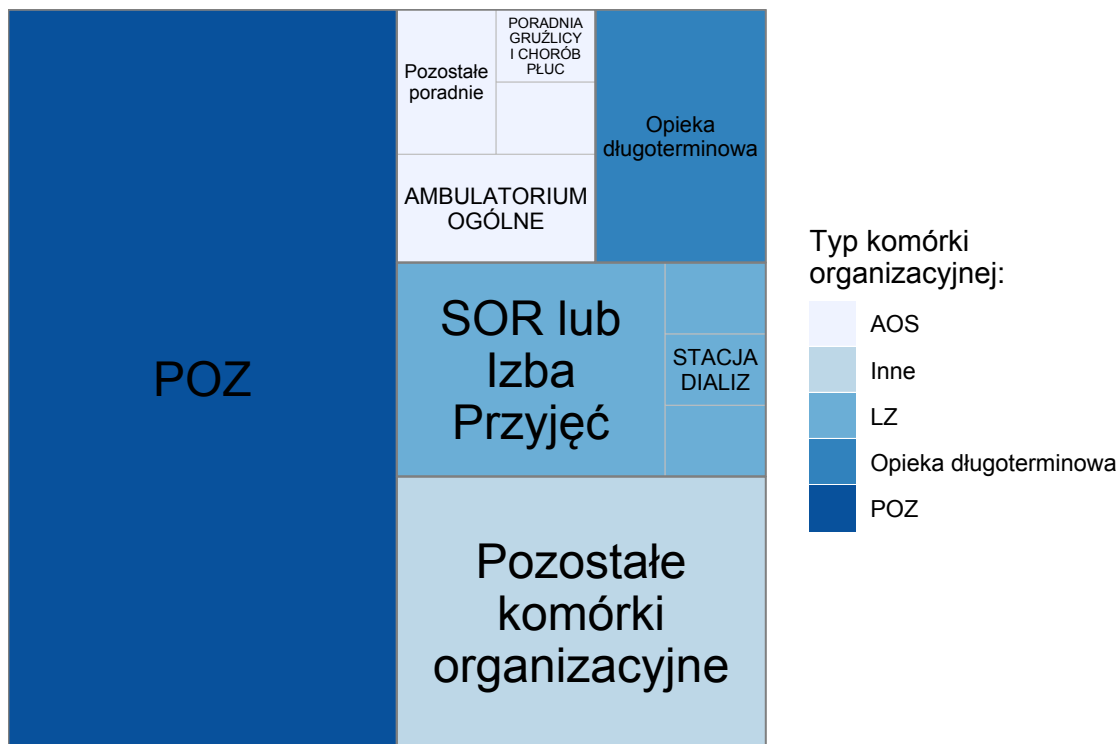 POZ
Pozostałe
poradnie
PORADNIA
GRUŹLICY
I CHORÓB
PŁUC
AMBULATORIUM
OGÓLNE
Opieka
długoterminowa
SOR lub
Izba
Przyjęć
STACJA
DIALIZ
Pozostałe
komórki
organizacyjne
Typ komórki
organizacyjnej:
AOS
Inne
LZ
Opieka długoterminowa
POZ